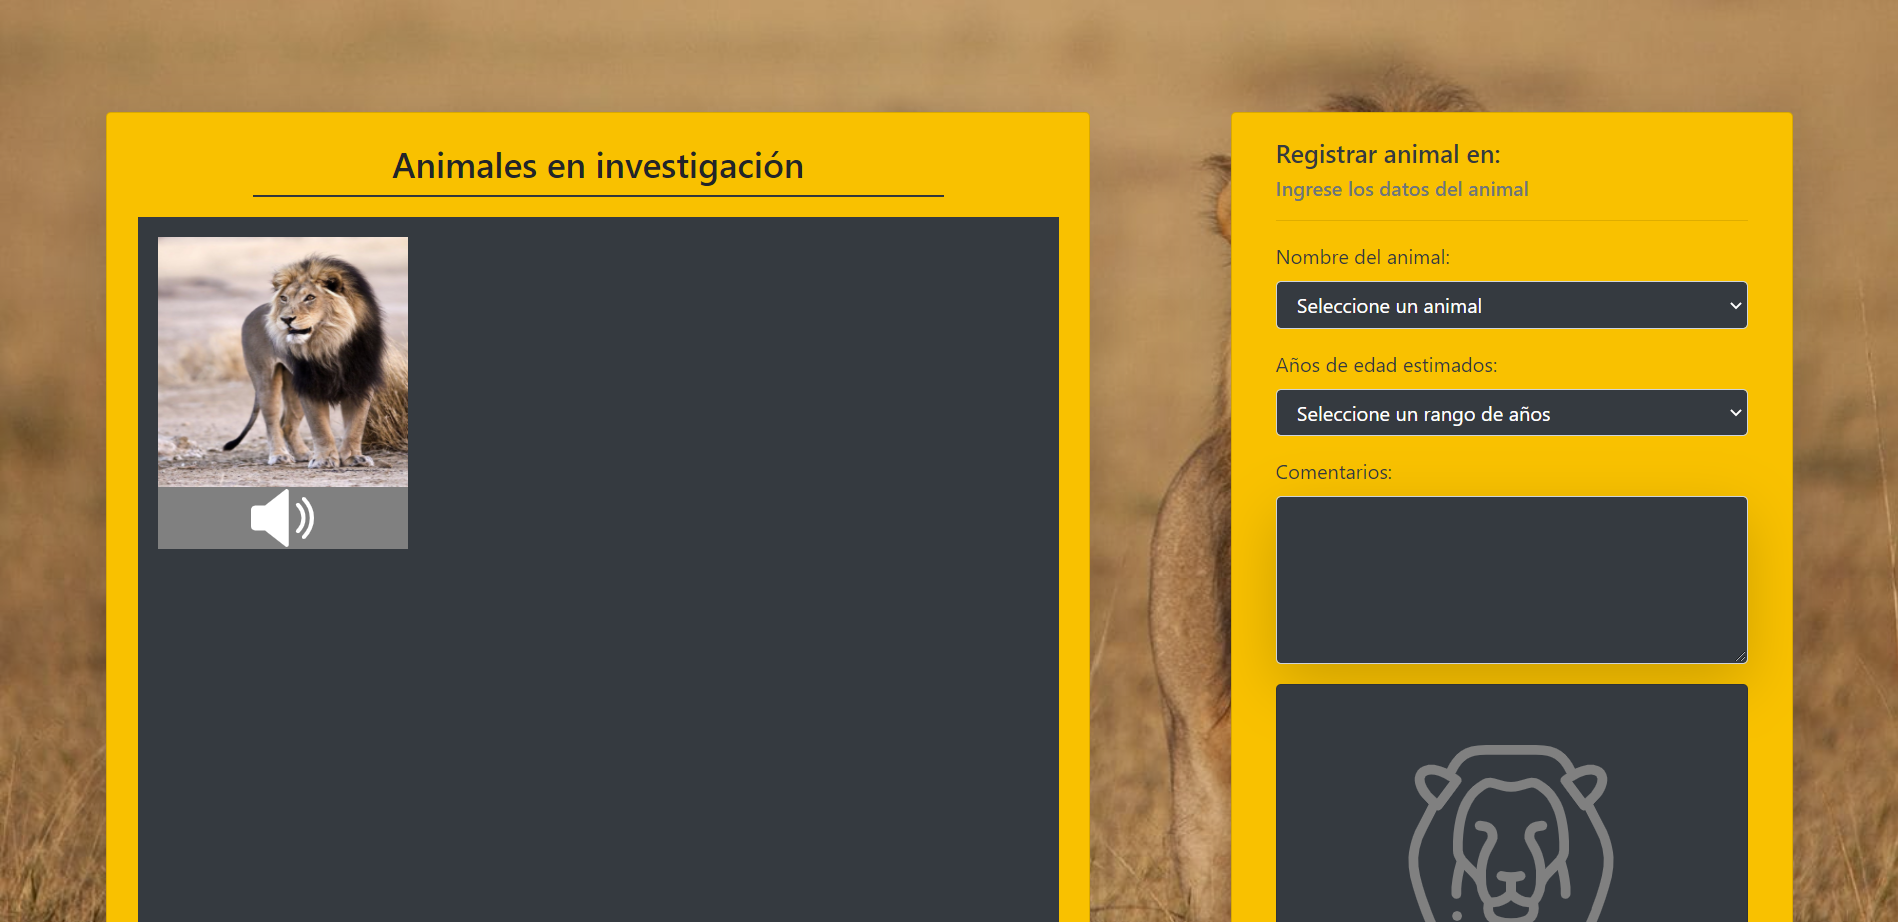 Animales en investigación
Registrar animal en:
Ingrese los datos del animal
Nombre del animal:
Seleccione un animal
Años de edad estimados:
Seleccione un rango de años
Comentarios: